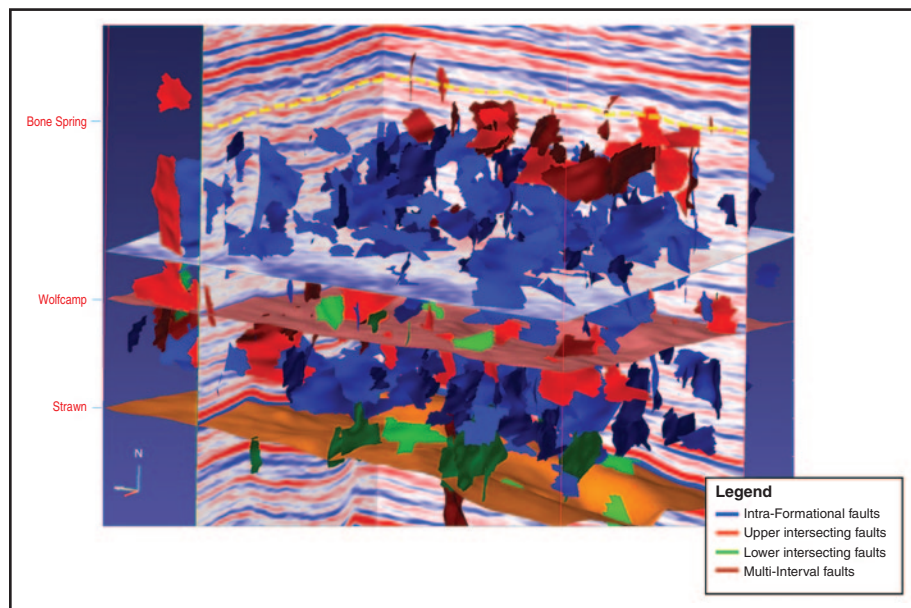 Bone Spring
Wolfcamp
Strawn
N
Legend
Intra-Formational faults
Upper intersecting faults
Lower intersecting faults
Multi-Interval faults